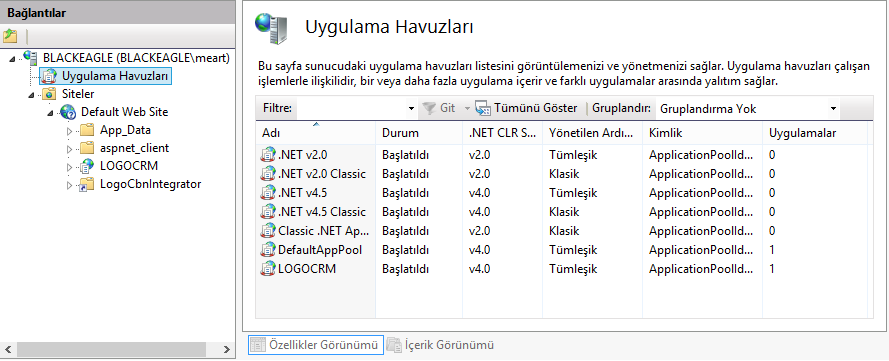 Bağlantılar
BLACKEAGLE (BLACKEAGLE\meart)
Uygulama Havuzları
Siteler
Default Web Site
App_Data
aspnet_client
LOGOCRM
LogoCbnIntegrator
Uygulama Havuzları
Bu sayfa sunucudaki uygulama havuzları listesini görüntülemenizi ve yönetmenizi sağlar. Uygulama havuzları çalışan
işlemlerle ilişkilidir, bir veya daha fazla uygulama içerir ve farklı uygulamalar arasında yalıtım sağlar.
Filtre: Git Tümünü Göster Gruplandır: Gruplandırma Yok
Adı Durum .NET CLR S... Yönetilen Ardı... Kimlik Uygulamalar
.NET v2.0 Başlatıldı v2.0 Tümleşik ApplicationPoolId... 0
.NET v2.0 Classic Başlatıldı v2.0 Klasik ApplicationPoolId... 0
.NET v4.5 Başlatıldı v4.0 Tümleşik ApplicationPoolId... 0
.NET v4.5 Classic Başlatıldı v4.0 Klasik ApplicationPoolId... 0
Classic .NET Ap... Başlatıldı v2.0 Klasik ApplicationPoolId... 0
DefaultAppPool Başlatıldı v4.0 Tümleşik ApplicationPoolId... 1
LOGOCRM Başlatıldı v4.0 Tümleşik ApplicationPoolId... 1
Özellikler Görünümü İçerik Görünümü